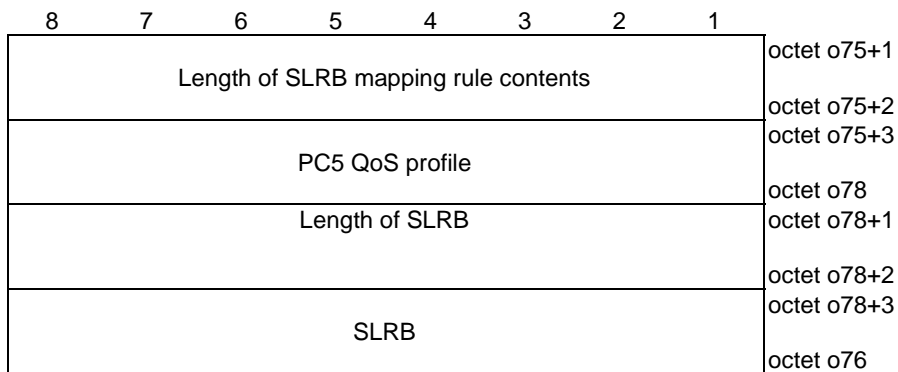 8 7 6 5 4 3 2 1
octet o75+1
Length of SLRB mapping rule contents
octet o75+2
octet o75+3
PC5 QoS profile
octet o78
Length of SLRB octet o78+1
octet o78+2
octet o78+3
SLRB
octet o76